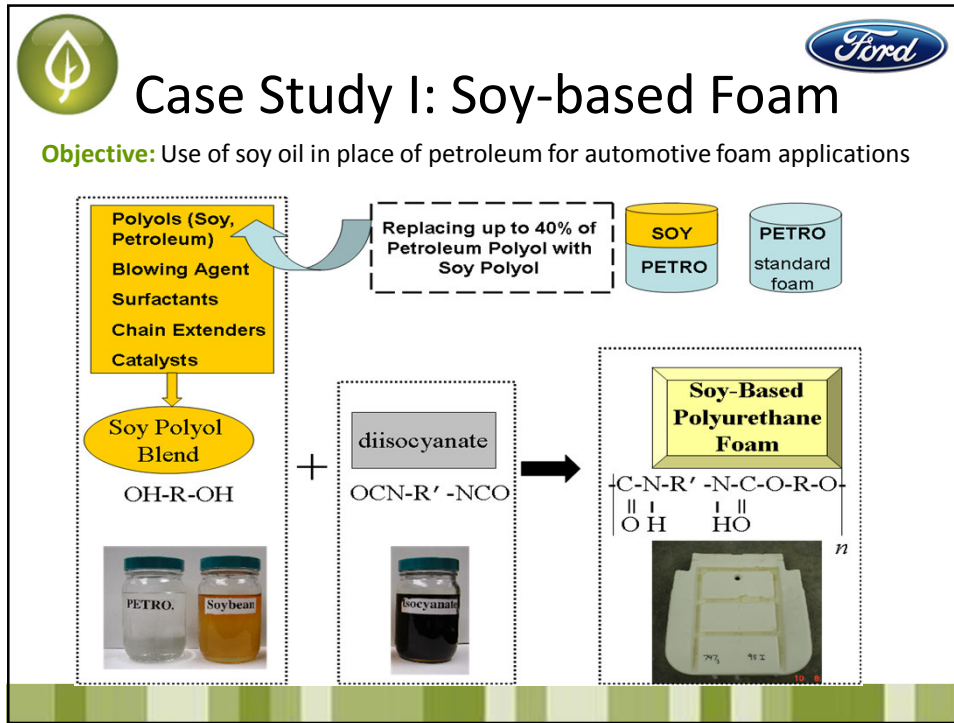 Ford
Case Study I: Soy-based Foam
Objective: Use of soy oil in place of petroleum for automotive foam applications
Polyols (Soy,
Petroleum)
Blowing Agent
Surfactants
Chain Extenders
Catalysts
Replacing up to 40% of
Petroleum Polyol with
Soy Polyol
SOY
PETRO
PETRO
standard
foam
Soy Polyol
Blend
OH-R-OH
+
diisocyanate
OCN-R′ -NCO
Soy-Based
Polyurethane
Foam
-C-N-R′ -N-C-O-R-O-
O H HO
n
PETRO.
Soybean
Isocyanate